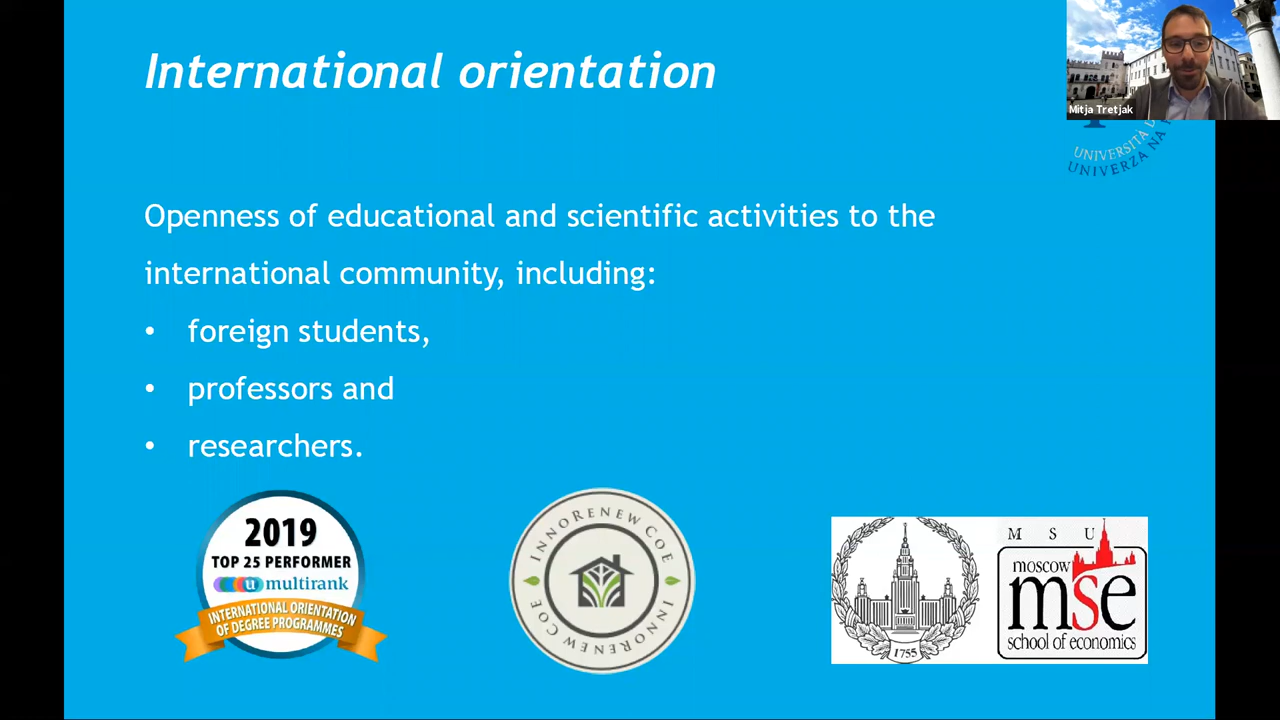 International orientation
Mitja Tretjak
UNIVERSITÀ D
UNIVERZA NA
Openness of educational and scientific activities to the
international community, including:
• foreign students,
• professors and
• researchers.
2019
TOP 25 PERFORMER
u multirank
INTERNATIONAL ORIENTATION
OF DEGREE PROGRAMMES
INNORENEW COE
INNORENEW COE
1755
M S U
moscow
mse
school of economics